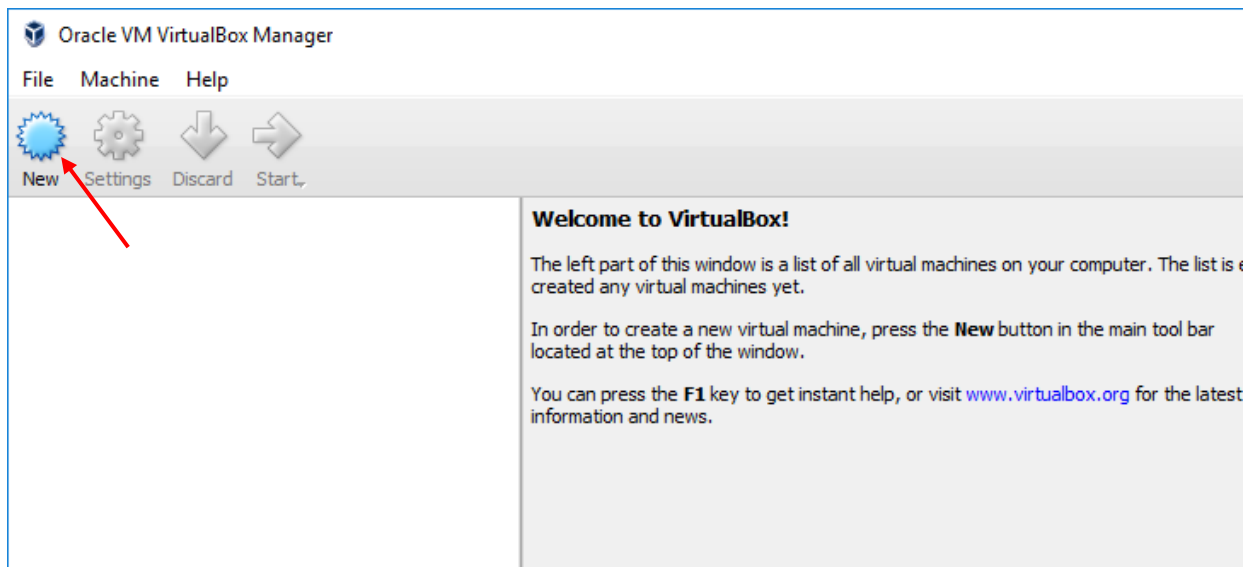 Oracle VM VirtualBox Manager
File Machine Help
New Settings Discard Start
Welcome to VirtualBox!
The left part of this window is a list of all virtual machines on your computer. The list is
created any virtual machines yet.
In order to create a new virtual machine, press the New button in the main tool bar
located at the top of the window.
You can press the F1 key to get instant help, or visit www.virtualbox.org for the latest
information and news.